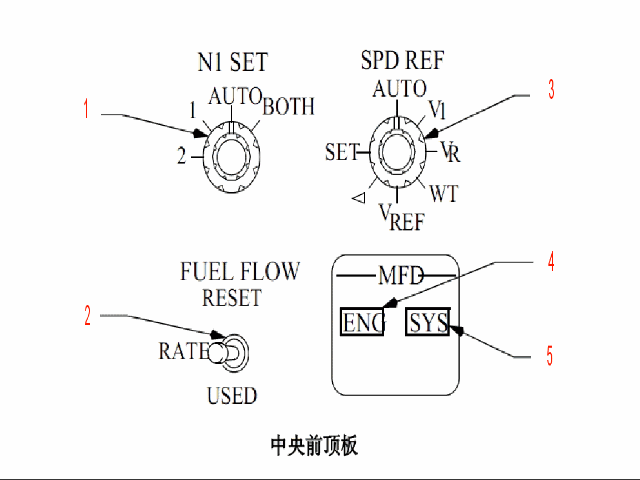 N1 SET
SPD REF
1
1
AUTO
BOTH
2
AUTO
V1
3
SET
VR
WT
VREF
FUEL FLOW
RESET
2
RATE
USED
MFD
4
ENG
SYS
5
中央前顶板